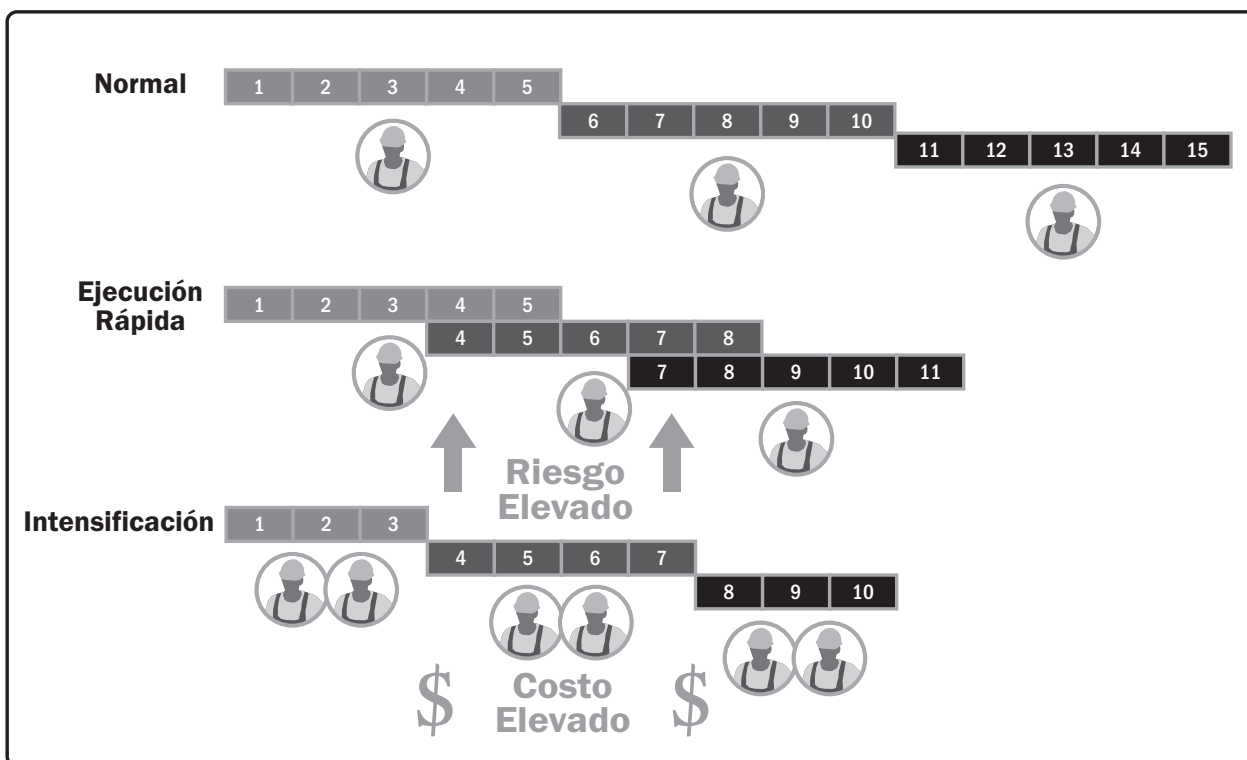 Normal
1 2 3 4 5
6 7 8 9 10
11 12 13 14 15
Ejecución
Rápida
1 2 3 4 5
4 5 6 7 8
7 8 9 10 11
Riesgo
Elevado
Intensificación
1 2 3
4 5 6 7
8 9 10
$ Costo $
Elevado